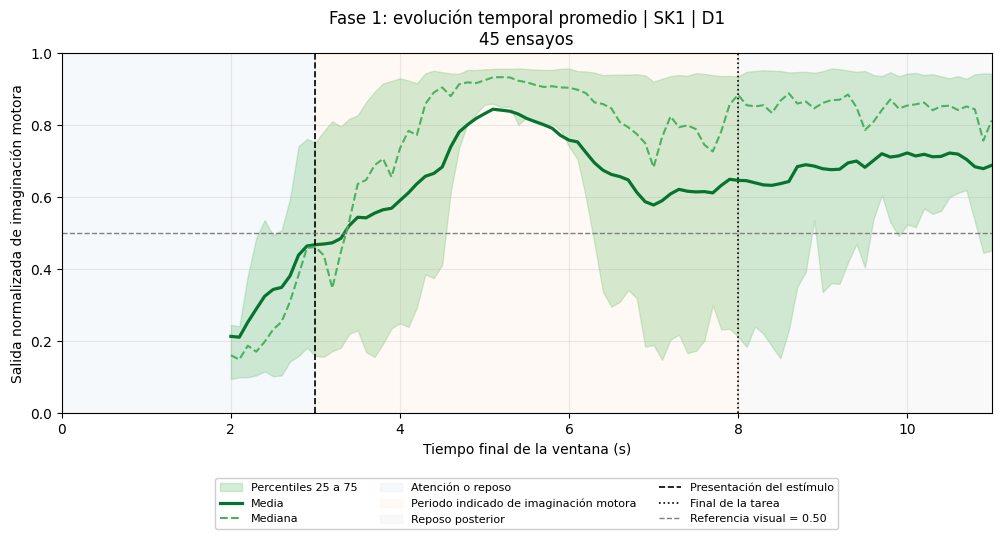 Fase 1: evolución temporal promedio | SK1 | D1
45 ensayos
Salida normalizada de imaginación motora
1.0
0.8
0.6
0.4
0.2
0.0
0 2 4 6 8 10
Tiempo final de la ventana (s)
Percentiles 25 a 75
Media
Mediana
Atención o reposo
Periodo indicado de imaginación motora
Reposo posterior
Presentación del estímulo
Final de la tarea
Referencia visual = 0.50